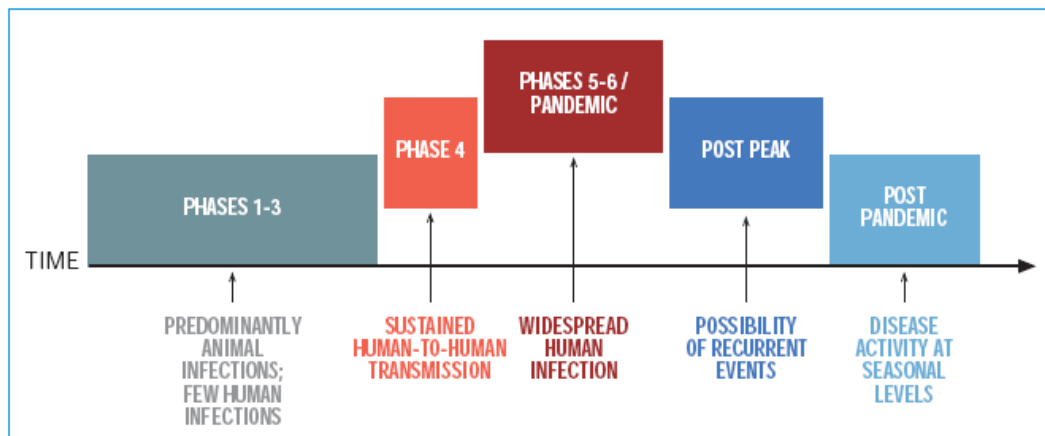 PHASES 5-6 /
PANDEMIC
PHASE 4
POST PEAK
PHASES 1-3
POST
PANDEMIC
TIME
PREDOMINANTLY
ANIMAL
INFECTIONS;
FEW HUMAN
INFECTIONS
SUSTAINED
HUMAN-TO-HUMAN
TRANSMISSION
WIDESPREAD
HUMAN
INFECTION
POSSIBILITY
OF RECURRENT
EVENTS
DISEASE
ACTIVITY AT
SEASONAL
LEVELS